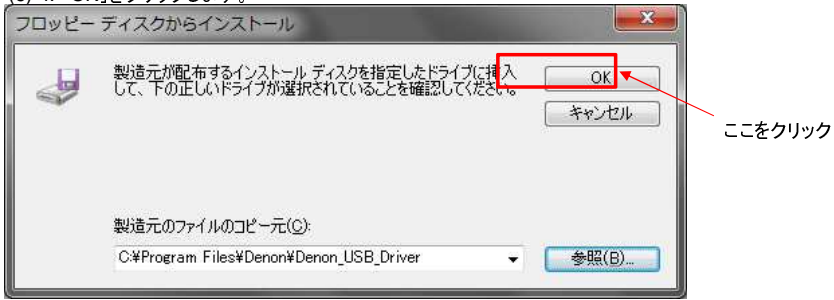 フロッピー ディスクからインストール
製造元が配布するインストール ディスクを指定したドライブに挿入
して、下の正しいドライブが選択されていることを確認してください。
OK
キャンセル
ここをクリック
製造元のファイルのコピー元(C):
C:¥Program Files¥Denon¥Denon_USB_Driver
参照(B)...